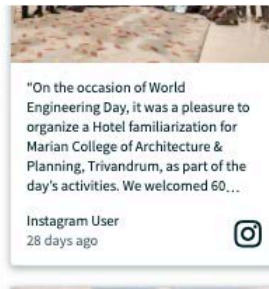 "On the occasion of World
Engineering Day, it was a pleasure to
organize a Hotel familiarization for
Marian College of Architecture &
Planning, Trivandrum, as part of the
day's activities. We welcomed 60...
Instagram User
28 days ago